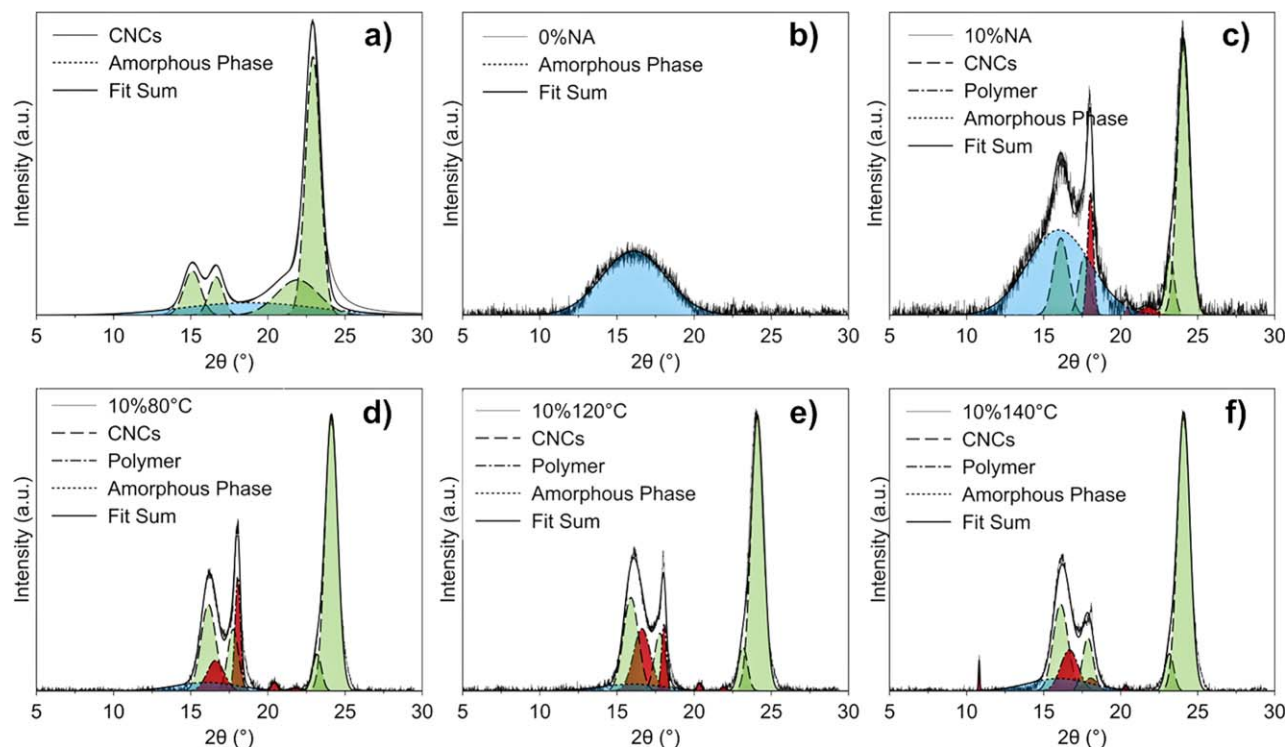 a)
CNCs
Amorphous Phase
Fit Sum
Intensity (a.u.)
5 10 15 20 25 30
2θ (°)
b)
0%NA
Amorphous Phase
Fit Sum
Intensity (a.u.)
5 10 15 20 25 30
2θ (°)
c)
10%NA
CNCs
Polymer
Amorphous Phase
Fit Sum
Intensity (a.u.)
5 10 15 20 25 30
2θ (°)
d)
10%80°C
CNCs
Polymer
Amorphous Phase
Fit Sum
Intensity (a.u.)
5 10 15 20 25 30
2θ (°)
e)
10%120°C
CNCs
Polymer
Amorphous Phase
Fit Sum
Intensity (a.u.)
5 10 15 20 25 30
2θ (°)
f)
10%140°C
CNCs
Polymer
Amorphous Phase
Fit Sum
Intensity (a.u.)
5 10 15 20 25 30
2θ (°)